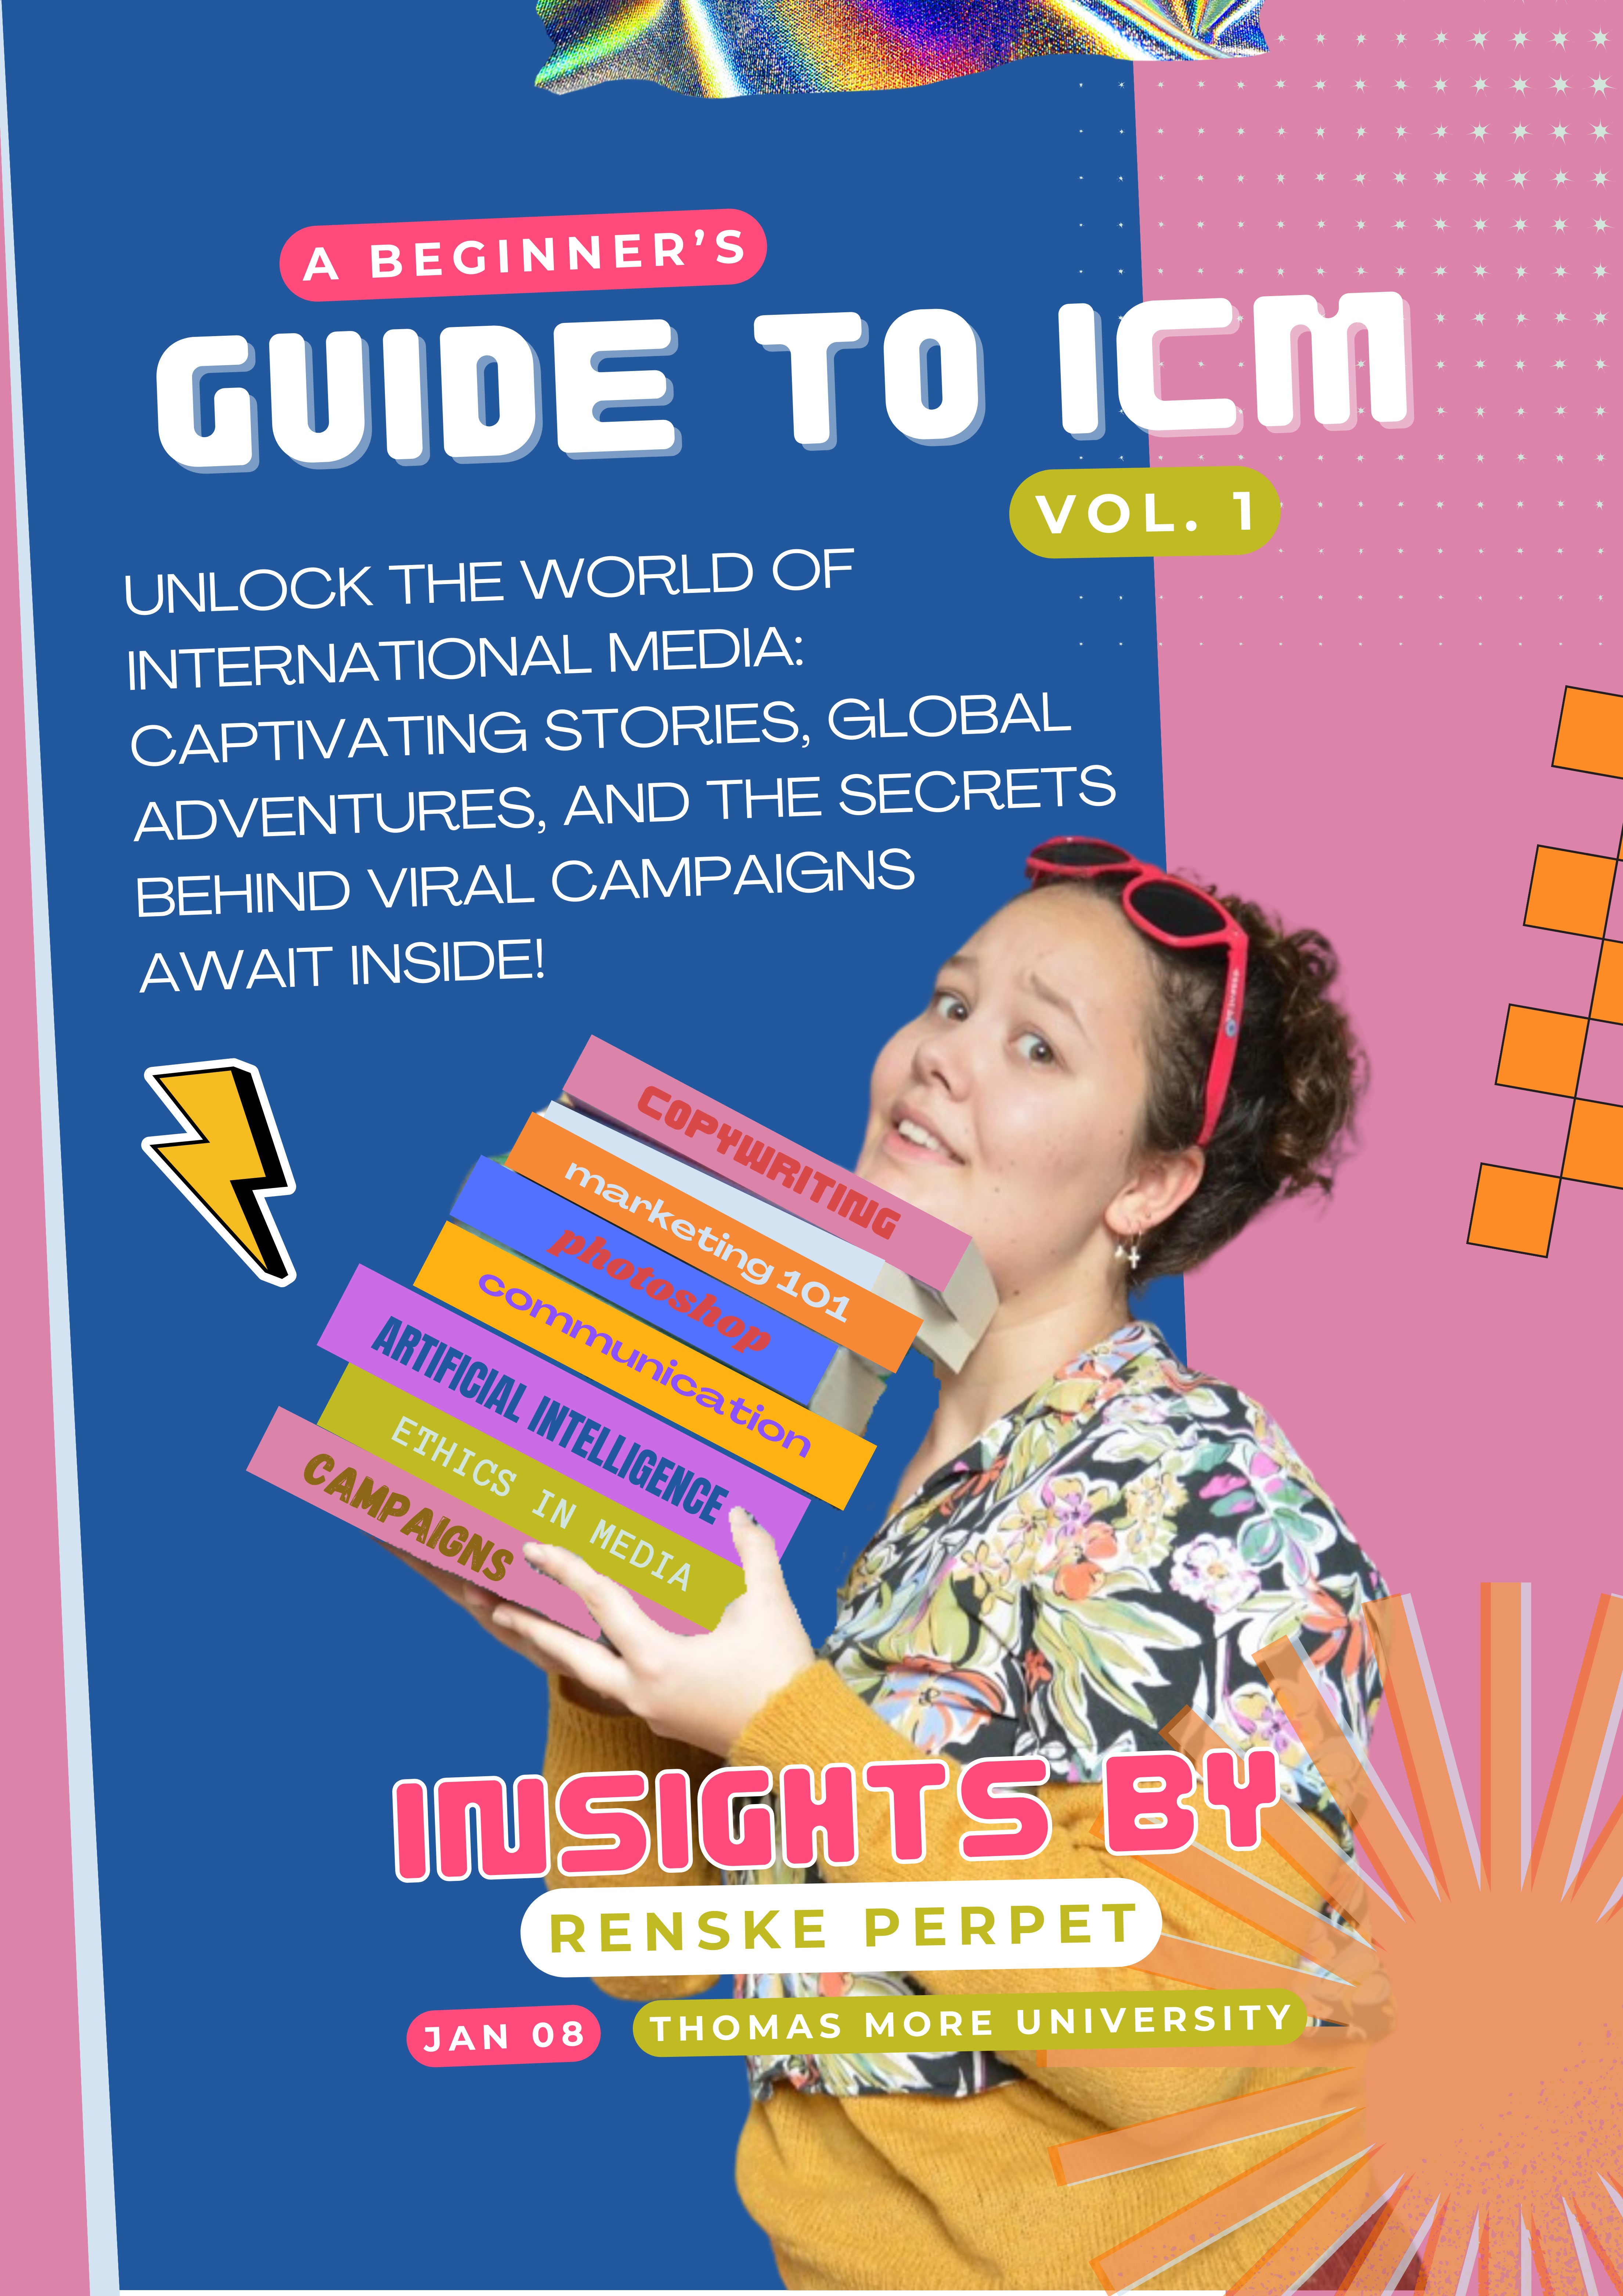 A BEGINNER'S
GUIDE TO ICM
VOL. 1
UNLOCK THE WORLD OF
INTERNATIONAL MEDIA:
CAPTIVATING STORIES, GLOBAL
ADVENTURES, AND THE SECRETS
BEHIND VIRAL CAMPAIGNS
AWAIT INSIDE!
COPYWRITING
marketing 101
photoshop
communication
ARTIFICIAL INTELLIGENCE
ETHICS IN MEDIA
CAMPAIGNS
INSIGHTS BY
RENSKE PERPET
JAN 08
THOMAS MORE UNIVERSITY